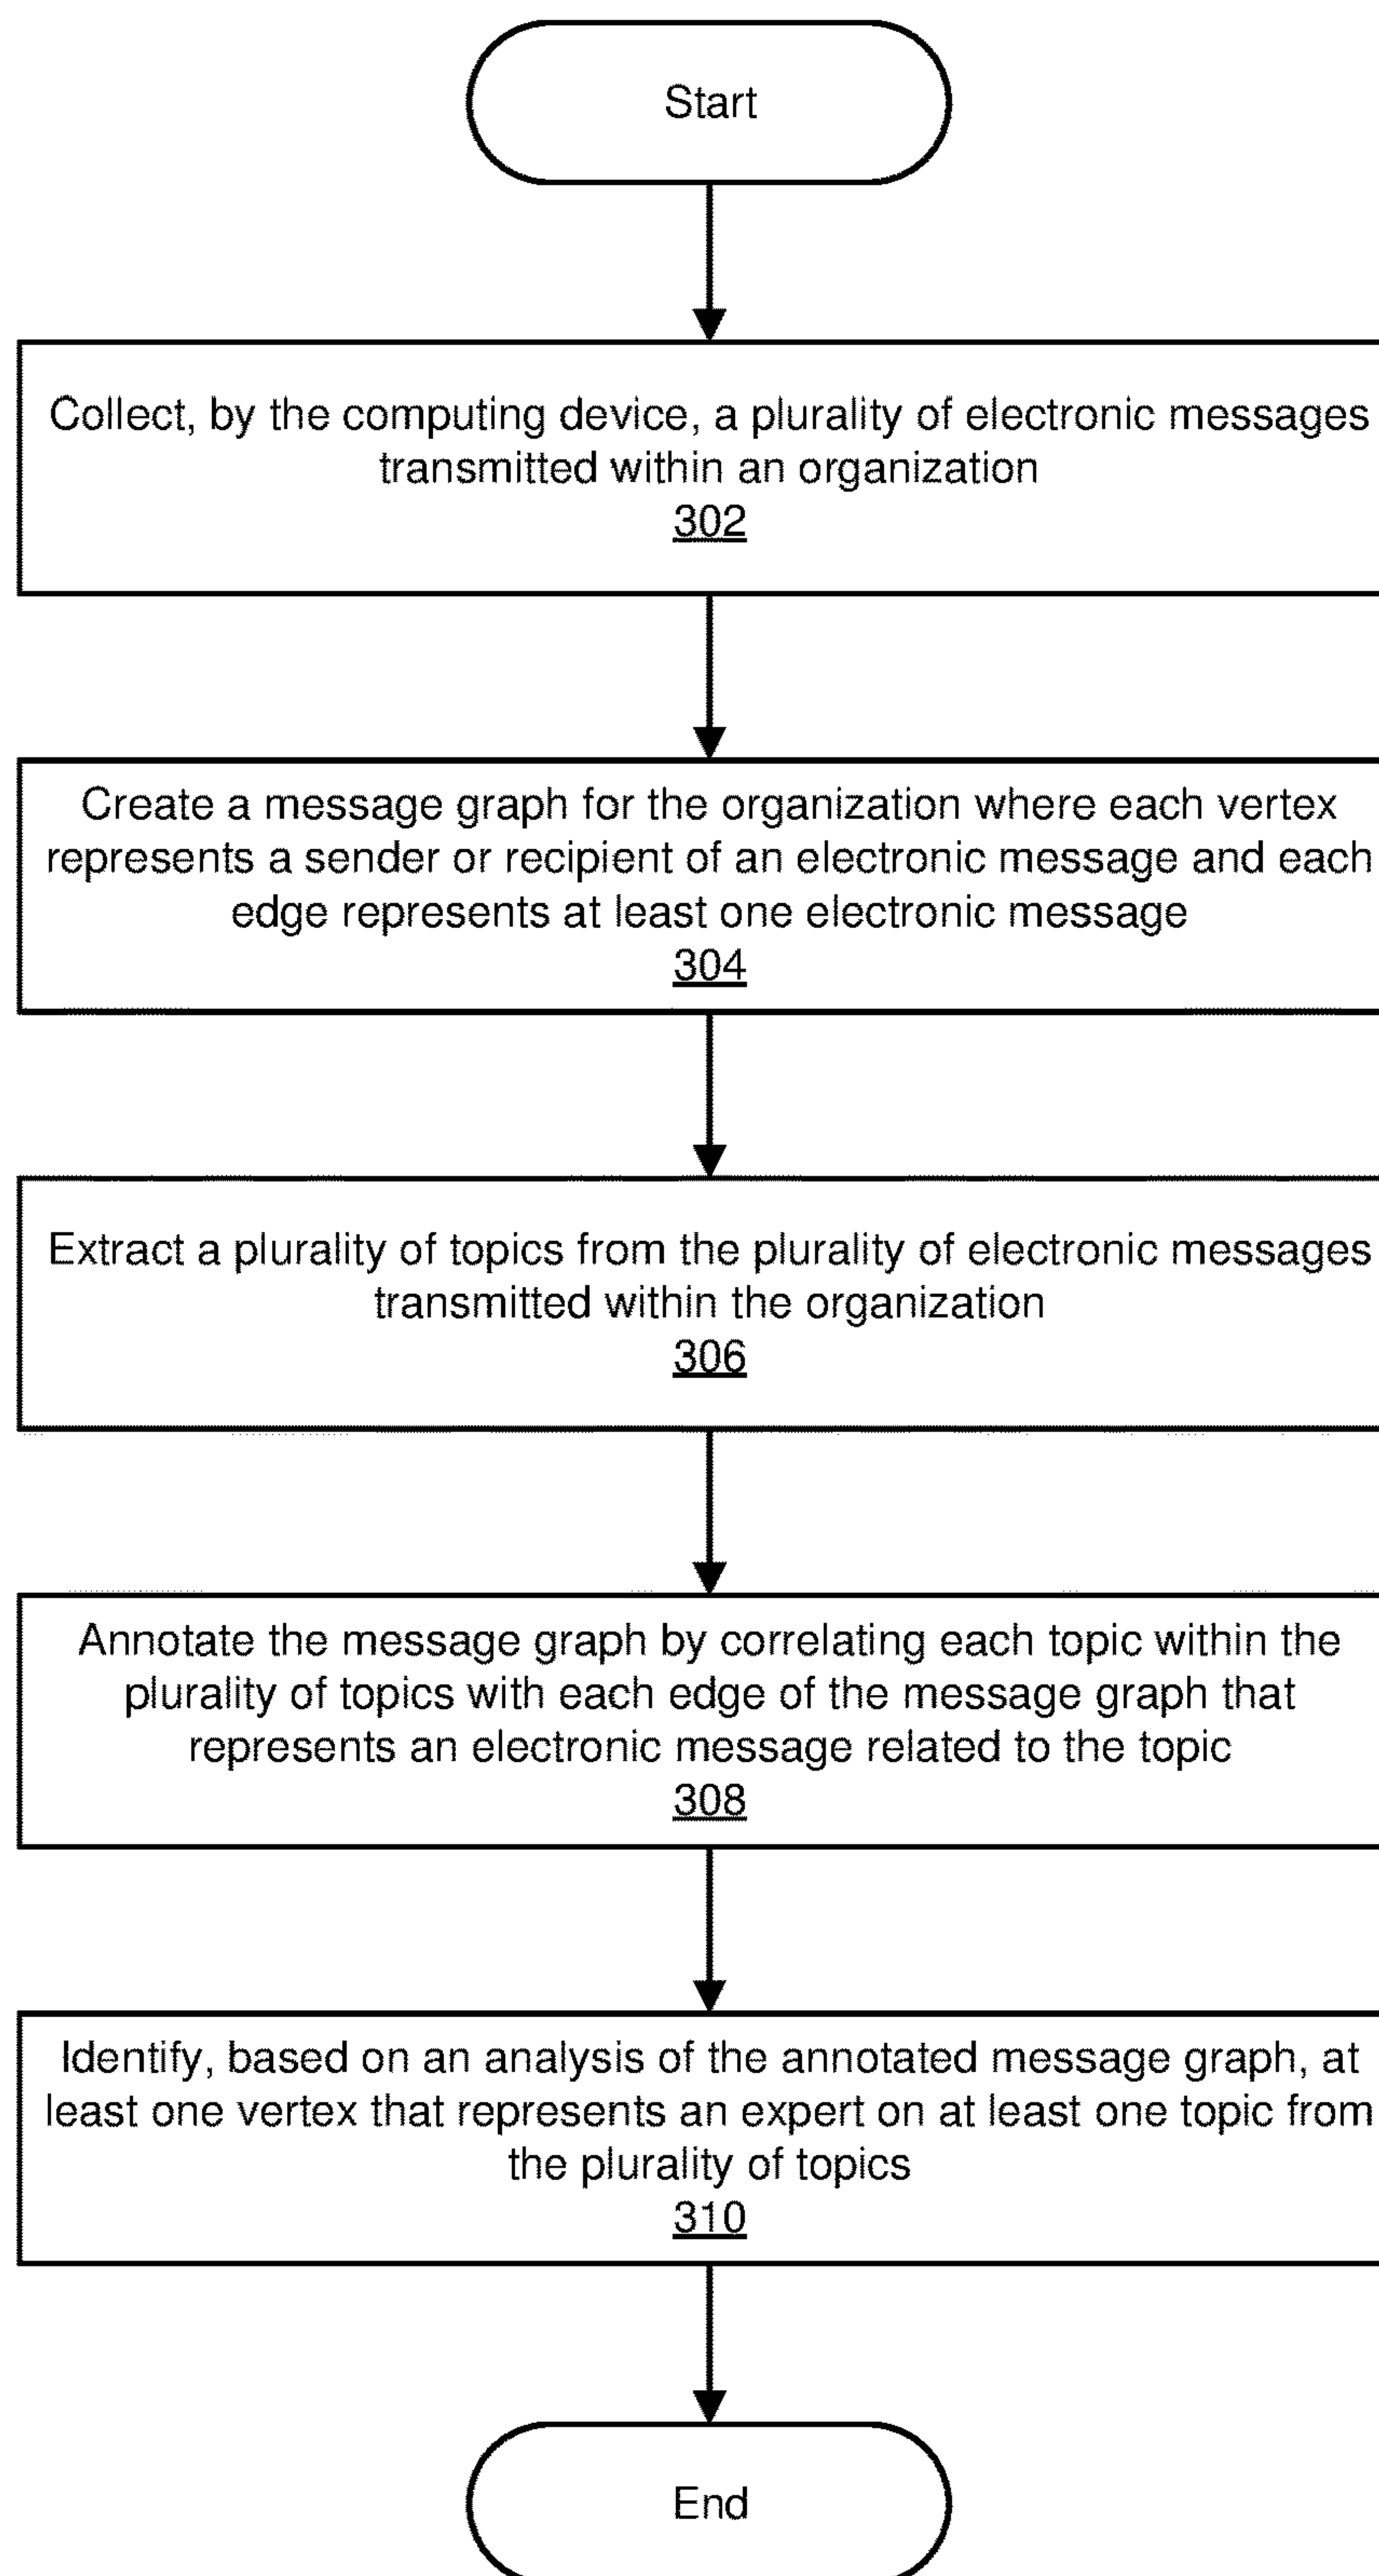 Start
Collect, by the computing device, a plurality of electronic messages
transmitted within an organization
302
Create a message graph for the organization where each vertex
represents a sender or recipient of an electronic message and each
edge represents at least one electronic message
304
Extract a plurality of topics from the plurality of electronic messages
transmitted within the organization
306
Annotate the message graph by correlating each topic within the
plurality of topics with each edge of the message graph that
represents an electronic message related to the topic
308
Identify, based on an analysis of the annotated message graph, at
least one vertex that represents an expert on at least one topic from
the plurality of topics
310
End